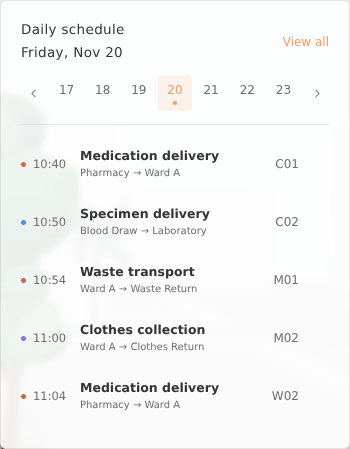 Daily schedule
Friday, Nov 20
View all
‹ 17 18 19 20 21 22 23 ›
10:40 Medication delivery C01
Pharmacy → Ward A
10:50 Specimen delivery C02
Blood Draw → Laboratory
10:54 Waste transport M01
Ward A → Waste Return
11:00 Clothes collection M02
Ward A → Clothes Return
11:04 Medication delivery W02
Pharmacy → Ward A